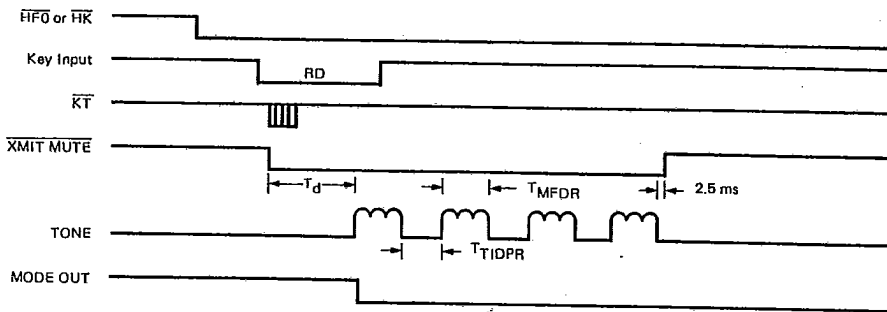 HFO or HK
Key Input
RD
KT
XMIT MUTE
Td
TMFDR
2.5 ms
TONE
TTIDPR
MODE OUT